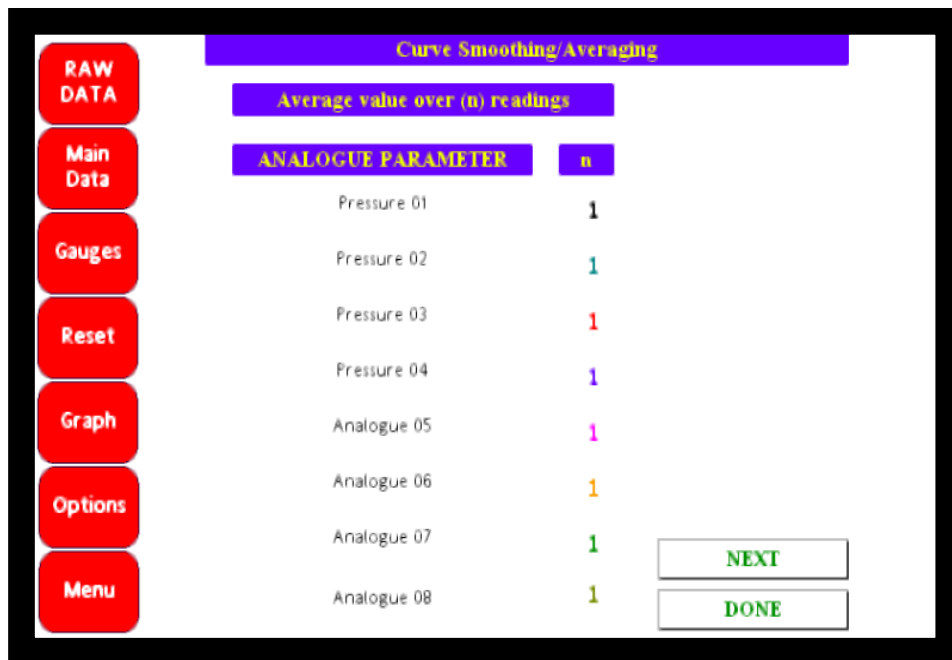 Curve Smoothing/Averaging
RAW
DATA
Average value over (n) readings
Main
Data
ANALOGUE PARAMETER n
Pressure 01 1
Gauges
Pressure 02 1
Reset
Pressure 03 1
Pressure 04 1
Graph
Analogue 05 1
Options
Analogue 06 1
Analogue 07 1
NEXT
Menu
Analogue 08 1
DONE